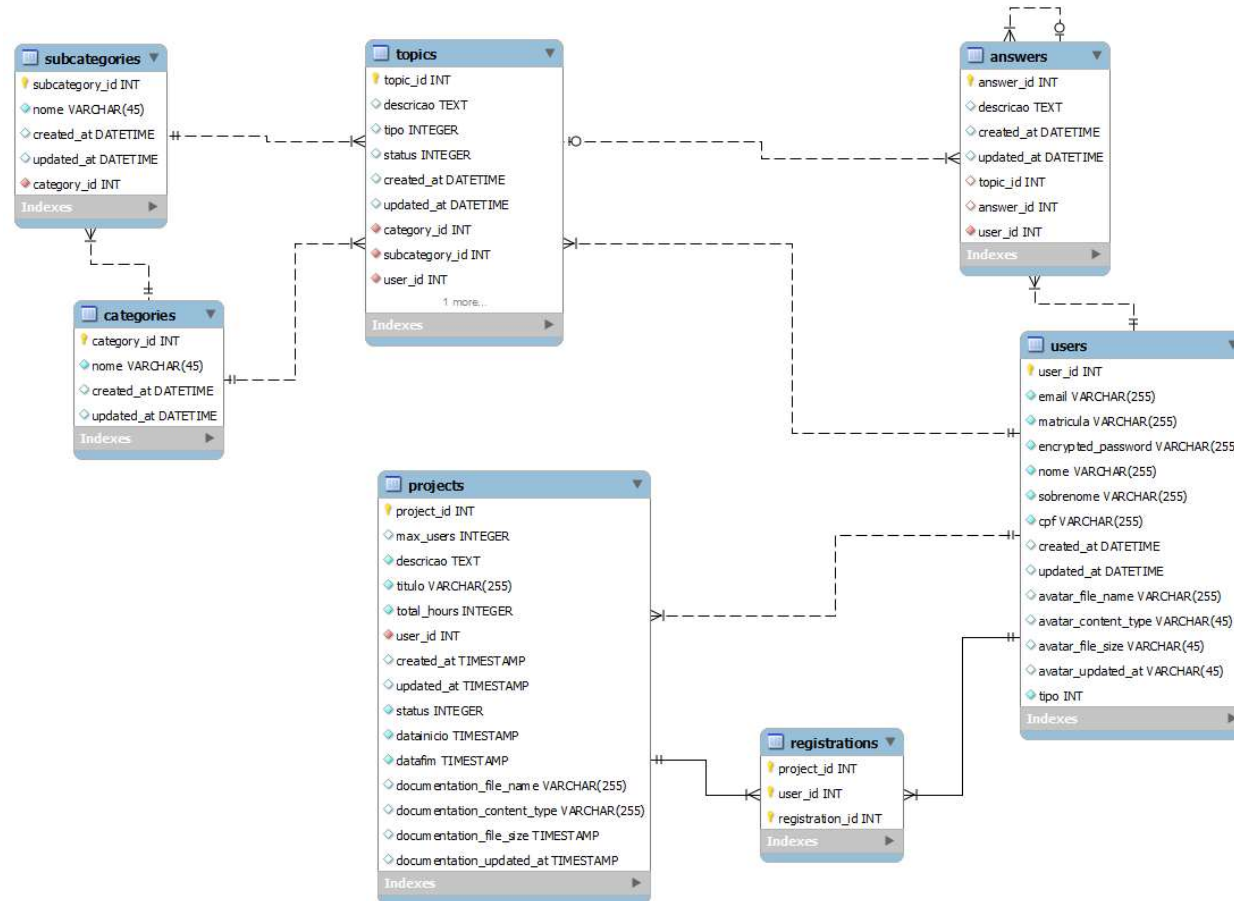 subcategories
subcategory_id INT
nome VARCHAR(45)
created_at DATETIME
updated_at DATETIME
category_id INT
Indexes
topics
topic_id INT
descricao TEXT
tipo INTEGER
status INTEGER
created_at DATETIME
updated_at DATETIME
category_id INT
subcategory_id INT
user_id INT
1 more...
Indexes
answers
answer_id INT
descricao TEXT
created_at DATETIME
updated_at DATETIME
topic_id INT
answer_id INT
user_id INT
Indexes
categories
category_id INT
nome VARCHAR(45)
created_at DATETIME
updated_at DATETIME
Indexes
users
user_id INT
email VARCHAR(255)
matricula VARCHAR(255)
encrypted_password VARCHAR(255
nome VARCHAR(255)
sobrenome VARCHAR(255)
cpf VARCHAR(255)
created_at DATETIME
updated_at DATETIME
avatar_file_name VARCHAR(255)
avatar_content_type VARCHAR(45)
avatar_file_size VARCHAR(45)
avatar_updated_at VARCHAR(45)
tipo INT
Indexes
projects
project_id INT
max_users INTEGER
descricao TEXT
titulo VARCHAR(255)
total_hours INTEGER
user_id INT
created_at TIMESTAMP
updated_at TIMESTAMP
status INTEGER
datainicio TIMESTAMP
datafim TIMESTAMP
documentation_file_name VARCHAR(255)
documentation_content_type VARCHAR(255)
documentation_file_size TIMESTAMP
documentation_updated_at TIMESTAMP
Indexes
registrations
project_id INT
user_id INT
registration_id INT
Indexes